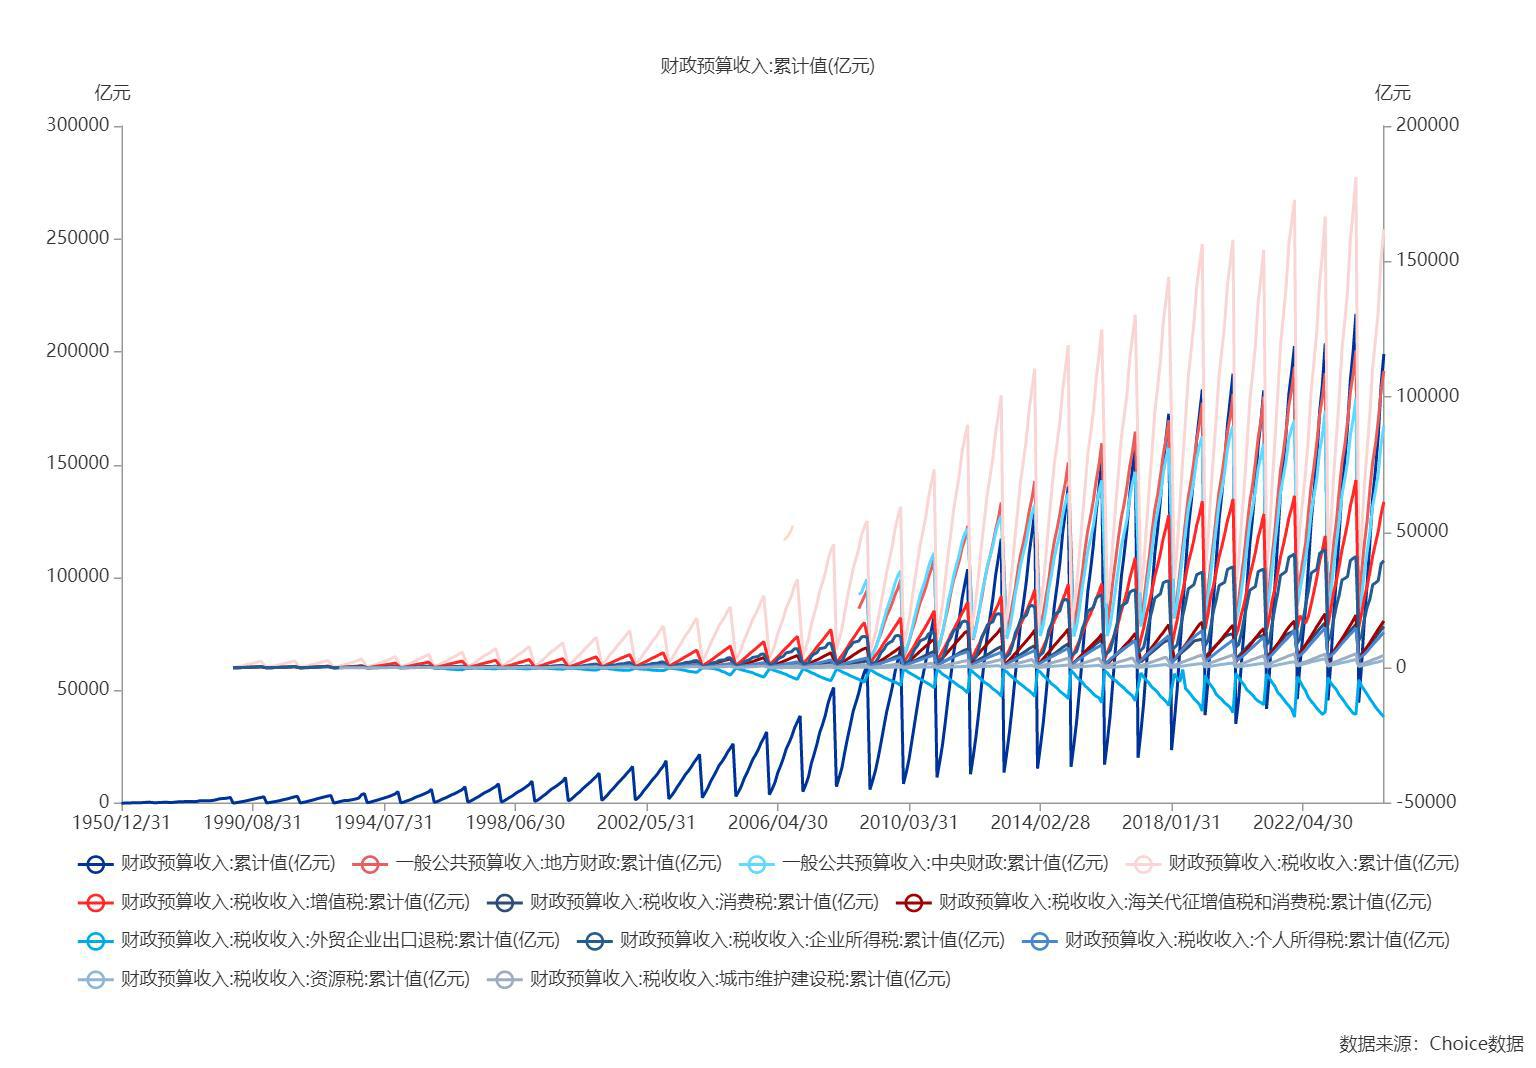 财政预算收入:累计值(亿元)
亿元 亿元
300000 200000
250000
150000
200000
100000
150000
50000
100000
0
50000
0 -50000
1950/12/31 1990/08/31 1994/07/31 1998/06/30 2002/05/31 2006/04/30 2010/03/31 2014/02/28 2018/01/31 2022/04/30
财政预算收入:累计值(亿元) 一般公共预算收入:地方财政:累计值(亿元) 一般公共预算收入:中央财政:累计值(亿元) 财政预算收入:税收收入:累计值(亿元)
财政预算收入:税收收入:增值税:累计值(亿元) 财政预算收入:税收收入:消费税:累计值(亿元) 财政预算收入:税收收入:海关代征增值税和消费税:累计值(亿元)
财政预算收入:税收收入:外贸企业出口退税:累计值(亿元) 财政预算收入:税收收入:企业所得税:累计值(亿元) 财政预算收入:税收收入:个人所得税:累计值(亿元)
财政预算收入:税收收入:资源税:累计值(亿元) 财政预算收入:税收收入:城市维护建设税:累计值(亿元)
数据来源：Choice数据